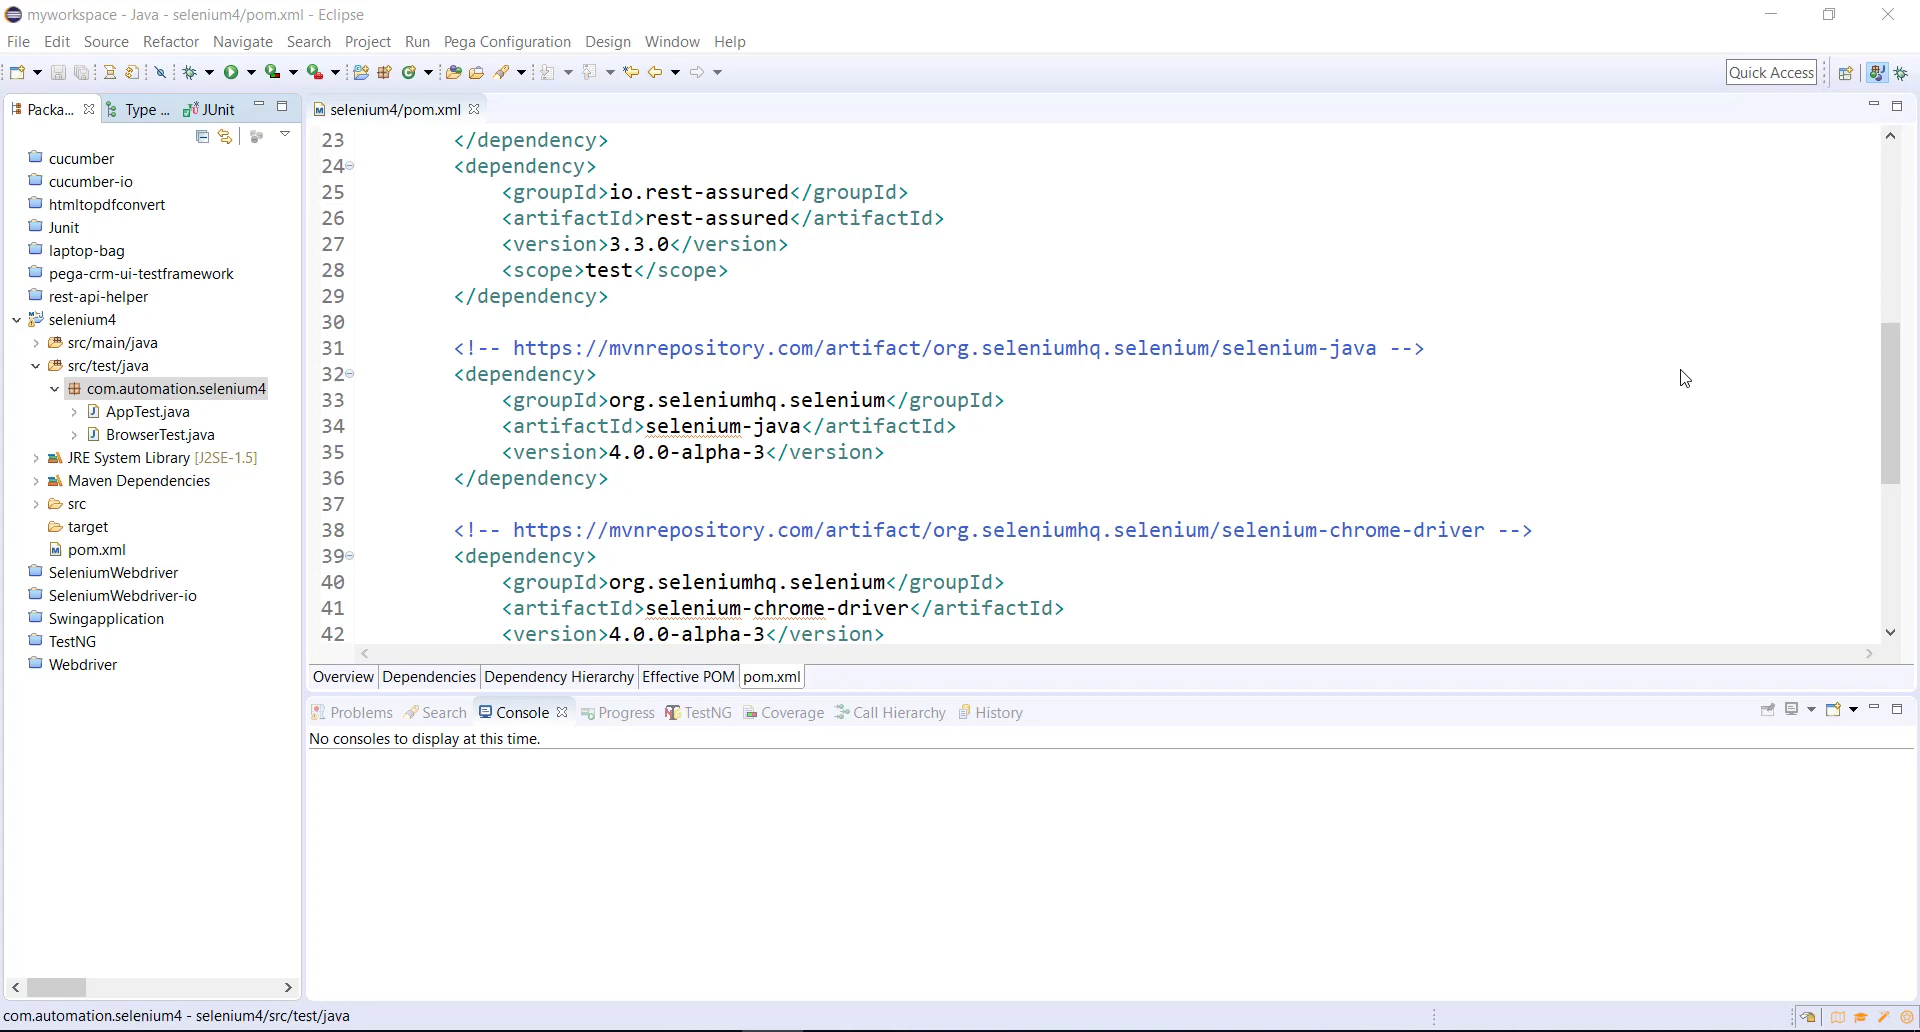 myworkspace - Java - selenium4/pom.xml - Eclipse
File Edit Source Refactor Navigate Search Project Run Pega Configuration Design Window Help
Quick Access
Packa... Type ... JUnit
cucumber
cucumber-io
htmltopdfconvert
Junit
laptop-bag
pega-crm-ui-testframework
rest-api-helper
selenium4
src/main/java
src/test/java
com.automation.selenium4
AppTest.java
BrowserTest.java
JRE System Library [J2SE-1.5]
Maven Dependencies
src
target
pom.xml
SeleniumWebdriver
SeleniumWebdriver-io
Swingapplication
TestNG
Webdriver
selenium4/pom.xml
23 </dependency>
24 <dependency>
25 <groupId>io.rest-assured</groupId>
26 <artifactId>rest-assured</artifactId>
27 <version>3.3.0</version>
28 <scope>test</scope>
29 </dependency>
30
31 <!-- https://mvnrepository.com/artifact/org.seleniumhq.selenium/selenium-java -->
32 <dependency>
33 <groupId>org.seleniumhq.selenium</groupId>
34 <artifactId>selenium-java</artifactId>
35 <version>4.0.0-alpha-3</version>
36 </dependency>
37
38 <!-- https://mvnrepository.com/artifact/org.seleniumhq.selenium/selenium-chrome-driver -->
39 <dependency>
40 <groupId>org.seleniumhq.selenium</groupId>
41 <artifactId>selenium-chrome-driver</artifactId>
42 <version>4.0.0-alpha-3</version>
Overview Dependencies Dependency Hierarchy Effective POM pom.xml
Problems Search Console Progress TestNG Coverage Call Hierarchy History
No consoles to display at this time.
com.automation.selenium4 - selenium4/src/test/java